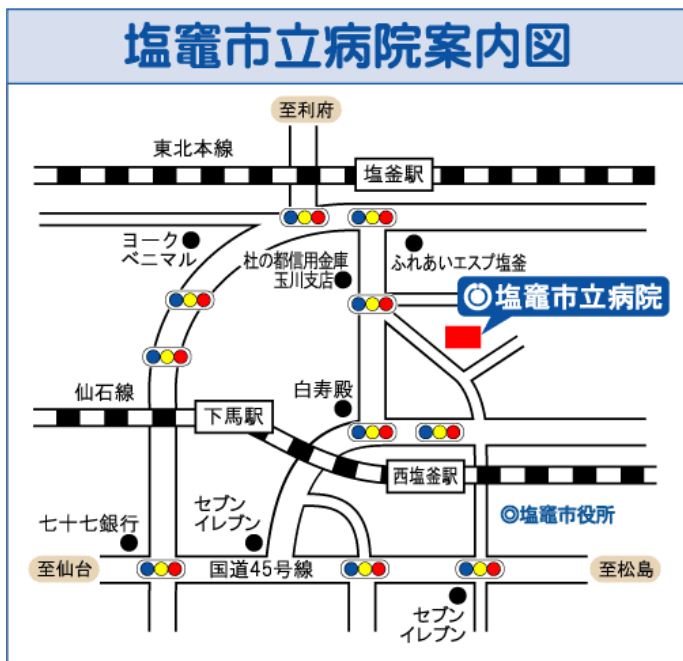 塩竈市立病院案内図
至利府
東北本線
塩釜駅
ヨーク
ベニマル
杜の都信用金庫
玉川支店
ふれあいエスプ塩釜
塩竈市立病院
仙石線
下馬駅
白寿殿
西塩釜駅
七十七銀行
セブン
イレブン
◎塩竈市役所
至仙台
国道45号線
至松島
セブン
イレブン